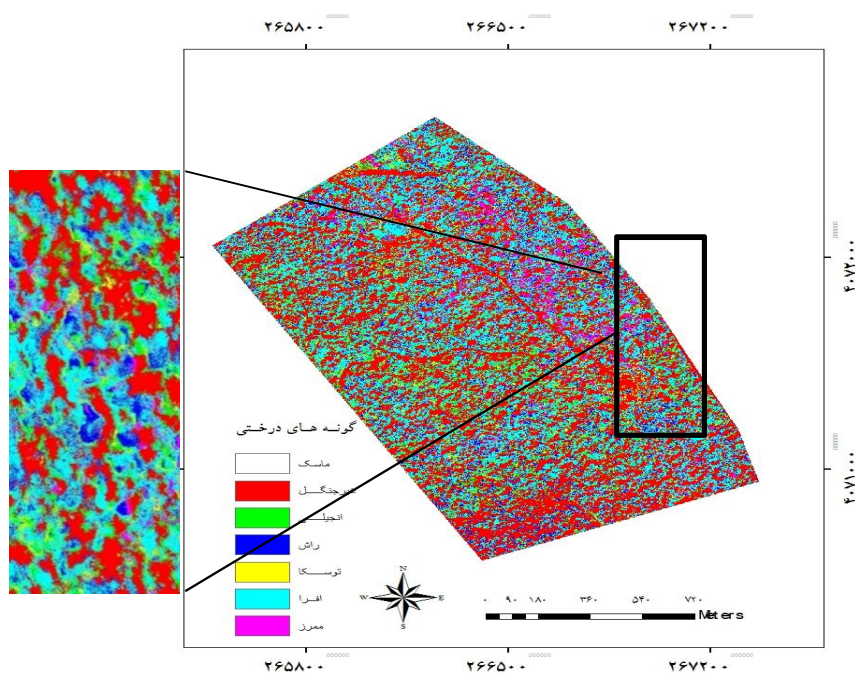 ۲۶۵۸۰۰ ۲۶۶۵۰۰ ۲۶۷۲۰۰
۴۰۷۲۰۰۰
۴۰۷۱۰۰۰
گونه های درختی
ماسک
غیرجنگل
انجیلی
راش
توسکا
افرا
ممرز
N
W E
S
۰ ۹۰ ۱۸۰ ۳۶۰ ۵۴۰ ۷۲۰
Meters
۲۶۵۸۰۰ ۲۶۶۵۰۰ ۲۶۷۲۰۰